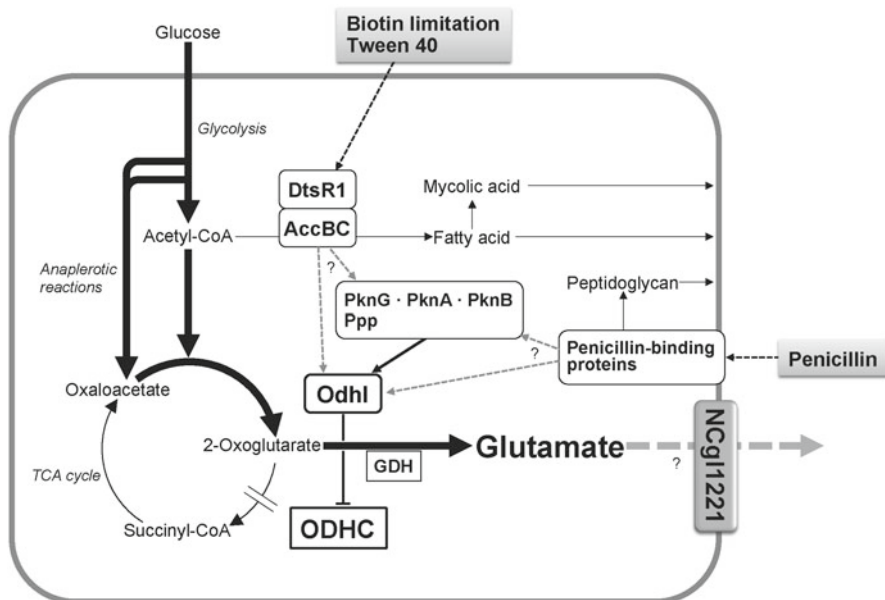 Biotin limitation
Tween 40
Glucose
Glycolysis
DtsR1
AccBC
Mycolic acid
Acetyl-CoA
Fatty acid
?
Anaplerotic
reactions
Peptidoglycan
PknG · PknA · PknB
Ppp
?
Penicillin-binding
proteins
Penicillin
Oxaloacetate
OdhI
2-Oxoglutarate
GDH
Glutamate
?
NCgl1221
TCA cycle
Succinyl-CoA
ODHC